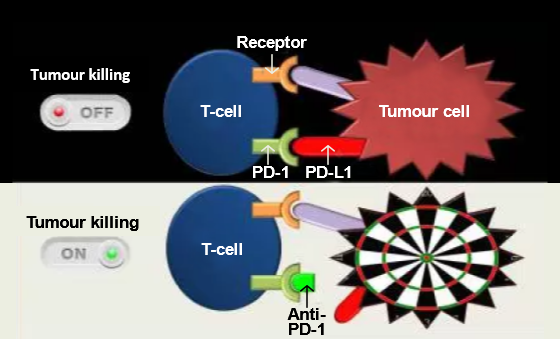 Receptor
Tumour killing
OFF
T-cell
Tumour cell
PD-1
PD-L1
Tumour killing
ON
T-cell
Anti-
PD-1